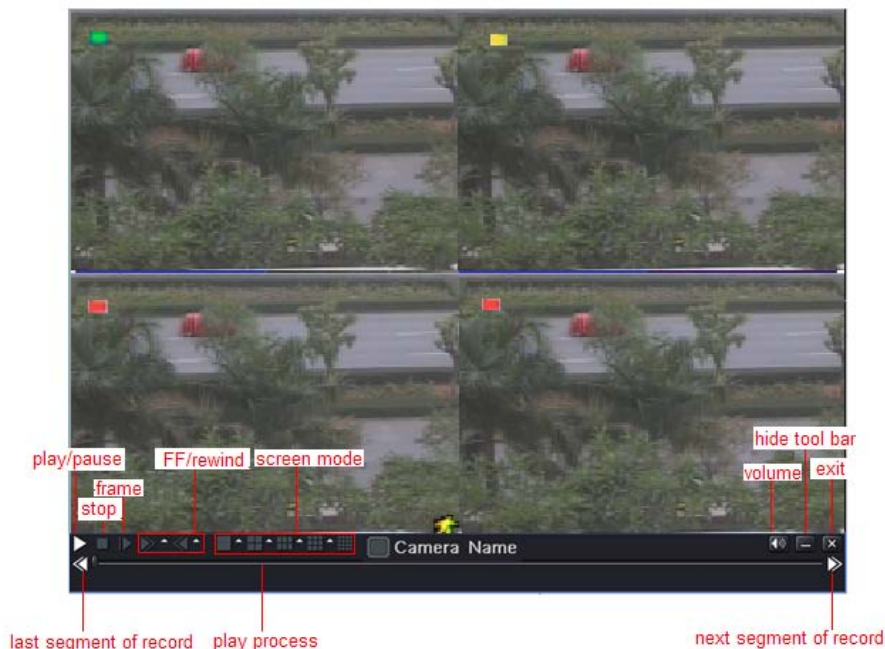 hide tool bar
play/pause
FF/rewind
screen mode
volume
exit
frame
stop
Camera Name
last segment of record
play process
next segment of record